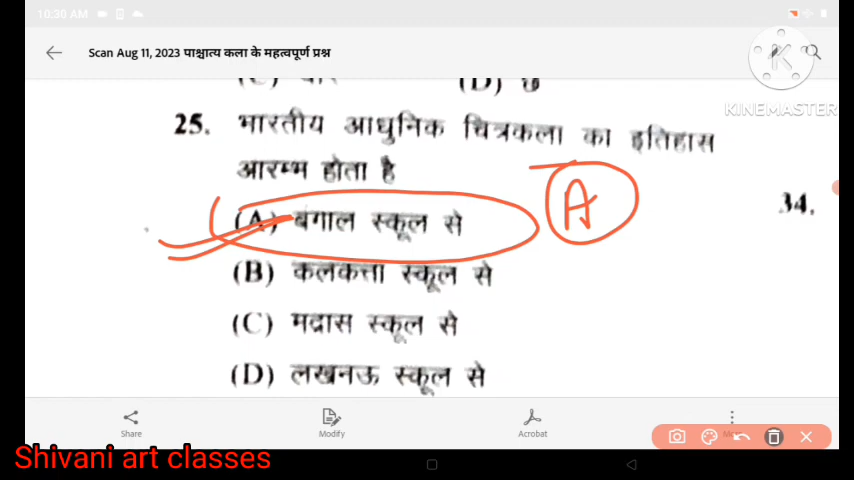 10:30 AM
Scan Aug 11, 2023 पाश्चात्य कला के महत्वपूर्ण प्रश्न
KINEMASTER
(C) चार (D) छः
25. भारतीय आधुनिक चित्रकला का इतिहास
आरम्भ होता है
A
34.
(A) बगाल स्कूल से
(B) कलकत्ता स्कूल से
(C) मद्रास स्कूल से
(D) लखनऊ स्कूल से
Share Modify Acrobat
Shivani art classes